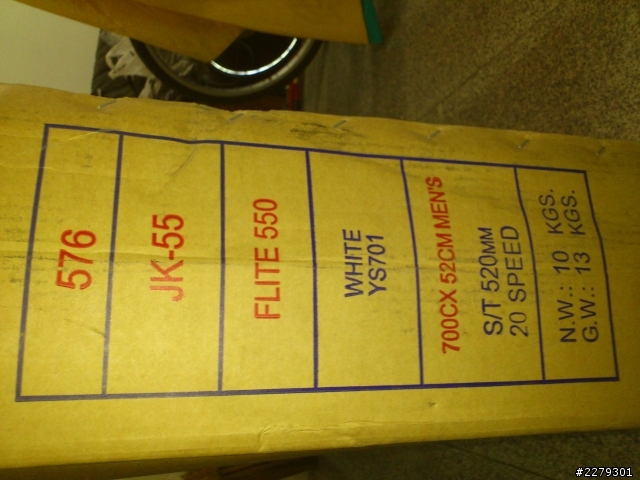 576
JK-55
FLITE 550
WHITE
YS701
700CX 52CM MEN'S
S/T 520MM
20 SPEED
N.W.: 10 KGS.
G.W.: 13 KGS.
#2279301